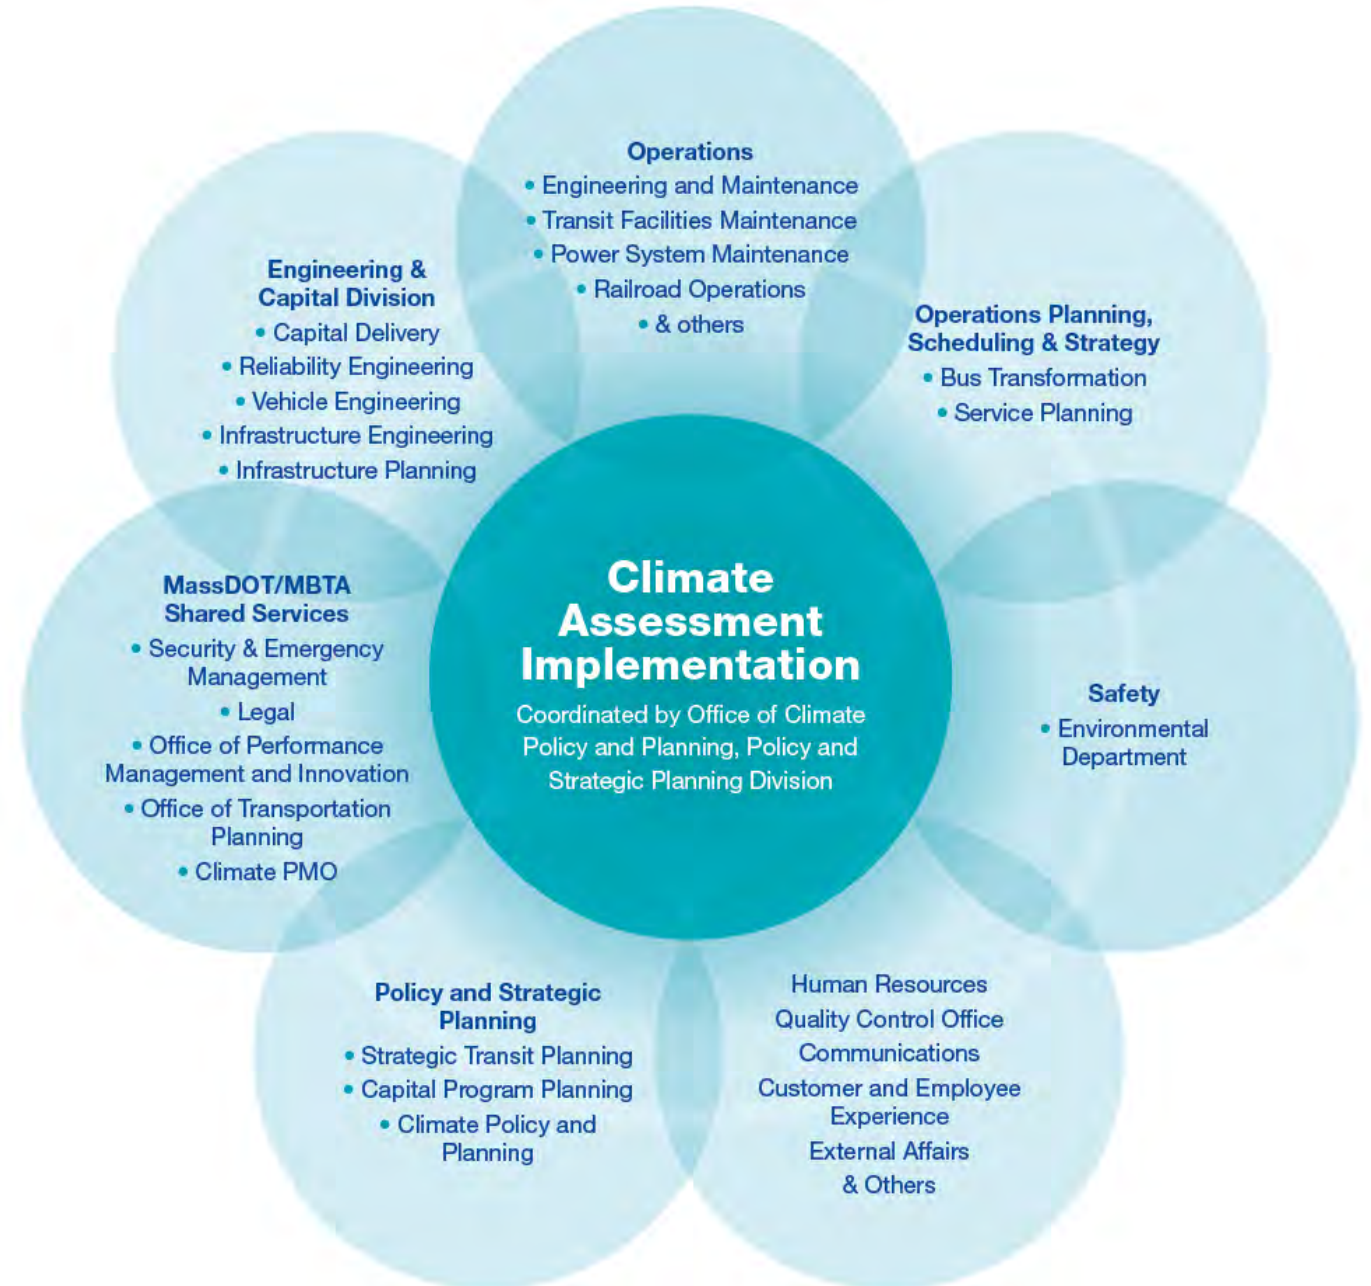 Operations
• Engineering and Maintenance
• Transit Facilities Maintenance
• Power System Maintenance
• Railroad Operations
• & others
Engineering &
Capital Division
• Capital Delivery
• Reliability Engineering
• Vehicle Engineering
• Infrastructure Engineering
• Infrastructure Planning
Operations Planning,
Scheduling & Strategy
• Bus Transformation
• Service Planning
Climate
Assessment
Implementation
Coordinated by Office of Climate
Policy and Planning, Policy and
Strategic Planning Division
MassDOT/MBTA
Shared Services
• Security & Emergency
Management
• Legal
• Office of Performance
Management and Innovation
• Office of Transportation
Planning
• Climate PMO
Safety
• Environmental
Department
Policy and Strategic
Planning
• Strategic Transit Planning
• Capital Program Planning
• Climate Policy and
Planning
Human Resources
Quality Control Office
Communications
Customer and Employee
Experience
External Affairs
& Others